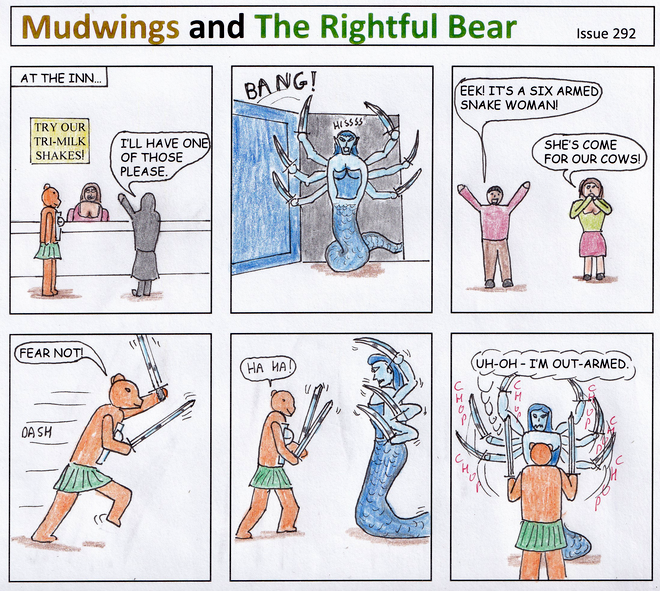 Mudwings and The Rightful Bear
Issue 292
AT THE INN...
TRY OUR
TRI-MILK
SHAKES!
I'LL HAVE ONE
OF THOSE
PLEASE.
BANG!
HISSSS
EEK! IT'S A SIX ARMED
SNAKE WOMAN!
SHE'S COME
FOR OUR COWS!
FEAR NOT!
DASH
HA HA!
UH-OH - I'M OUT-ARMED.
CHOP
CHOP
CHOP
CHOP
CHOP
CHOP